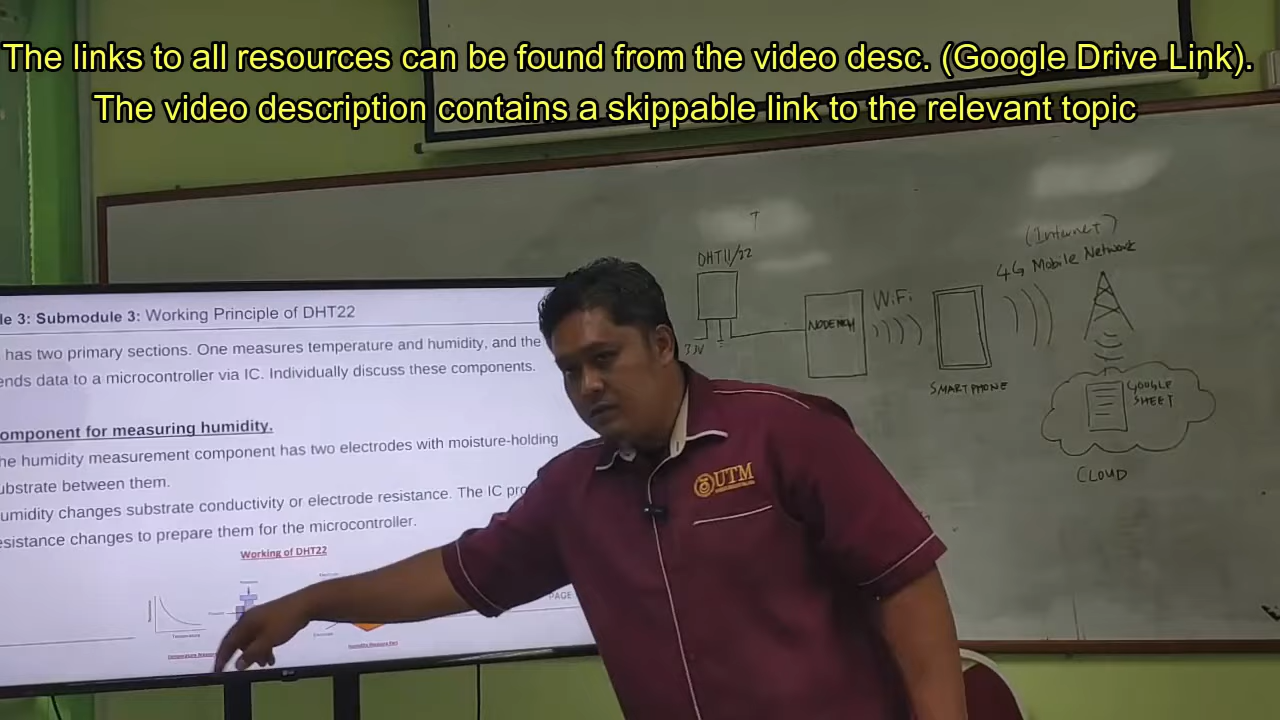 The links to all resources can be found from the video desc. (Google Drive Link).
The video description contains a skippable link to the relevant topic
(Internet)
4G Mobile Network
DHT11/22
WiFi
NODEMCU
3.3V
SMARTPHONE
GOOGLE
SHEET
CLOUD
le 3: Submodule 3: Working Principle of DHT22
has two primary sections. One measures temperature and humidity, and the
ends data to a microcontroller via IC. Individually discuss these components.
omponent for measuring humidity.
he humidity measurement component has two electrodes with moisture-holding
ubstrate between them.
umidity changes substrate conductivity or electrode resistance. The IC pro
esistance changes to prepare them for the microcontroller.
Working of DHT22
Temperature
PAGE
UTM
LG